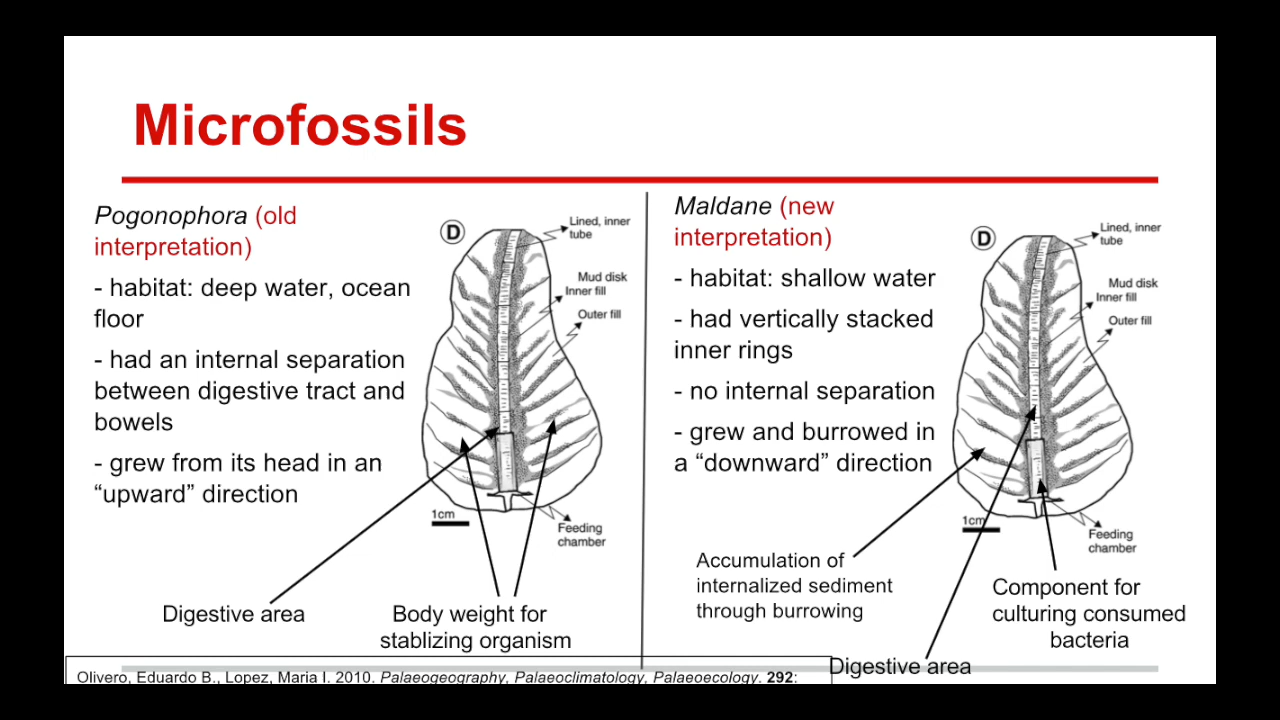 Microfossils
Pogonophora (old
interpretation)
- habitat: deep water, ocean
floor
- had an internal separation
between digestive tract and
bowels
- grew from its head in an
“upward” direction
D
Lined, inner
tube
Mud disk
Inner fill
Outer fill
1cm
Feeding
chamber
Digestive area
Body weight for
stablizing organism
Maldane (new
interpretation)
- habitat: shallow water
- had vertically stacked
inner rings
- no internal separation
- grew and burrowed in
a “downward” direction
D
Lined, inner
tube
Mud disk
Inner fill
Outer fill
1cm
Feeding
chamber
Accumulation of
internalized sediment
through burrowing
Component for
culturing consumed
bacteria
Digestive area
Olivero, Eduardo B., Lopez, Maria I. 2010. Palaeogeography, Palaeoclimatology, Palaeoecology. 292: